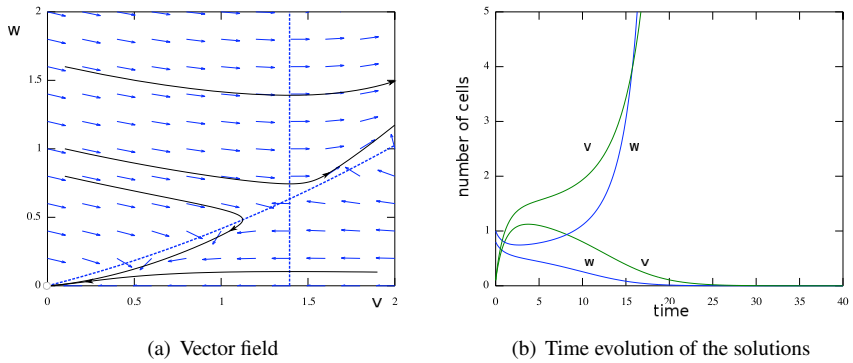 W
2
1.5
1
0.5
0
0
0.5
1
1.5
V
2
(a) Vector field
number of cells
5
4
3
2
1
0
V
W
W
V
0
5
10
15
20
25
30
35
40
time
(b) Time evolution of the solutions